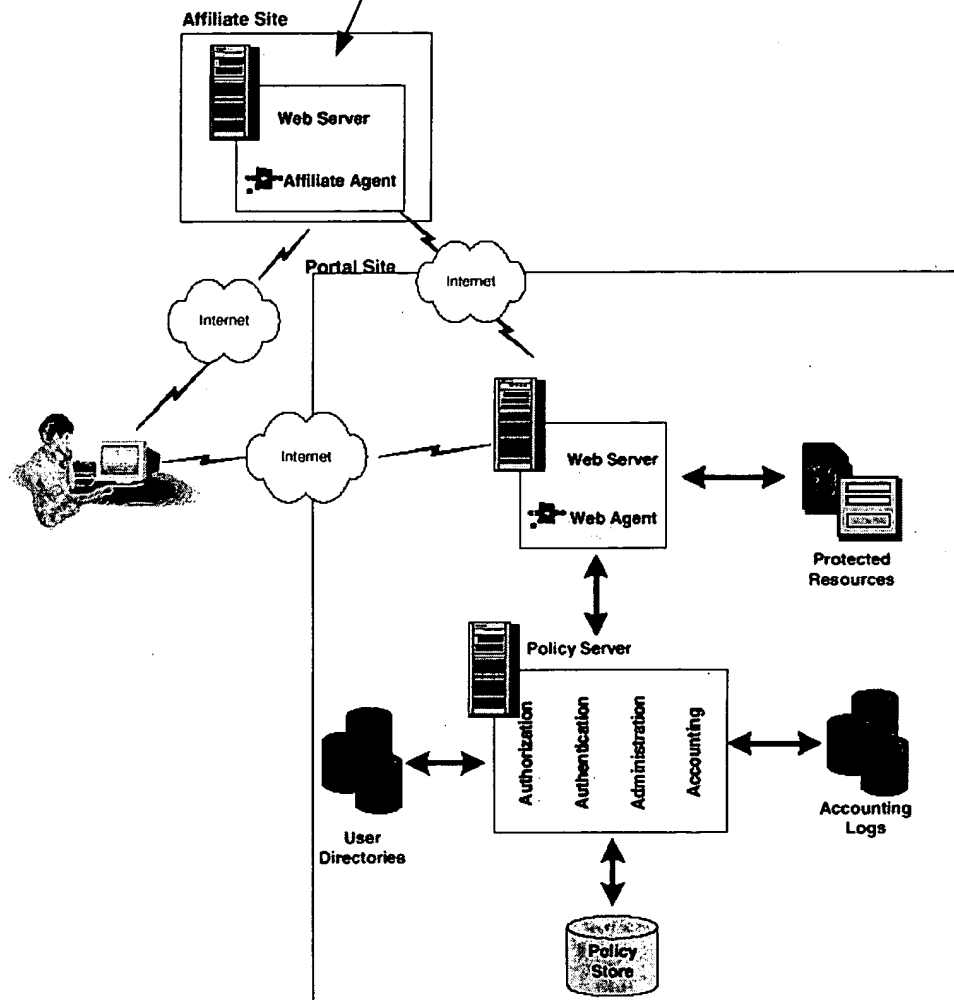 Affiliate Site
Web Server
Affiliate Agent
Portal Site
Internet
Internet
Internet
Web Server
Web Agent
Protected
Resources
Policy Server
Authorization
Authentication
Administration
Accounting
User
Directories
Accounting
Logs
Policy
Store